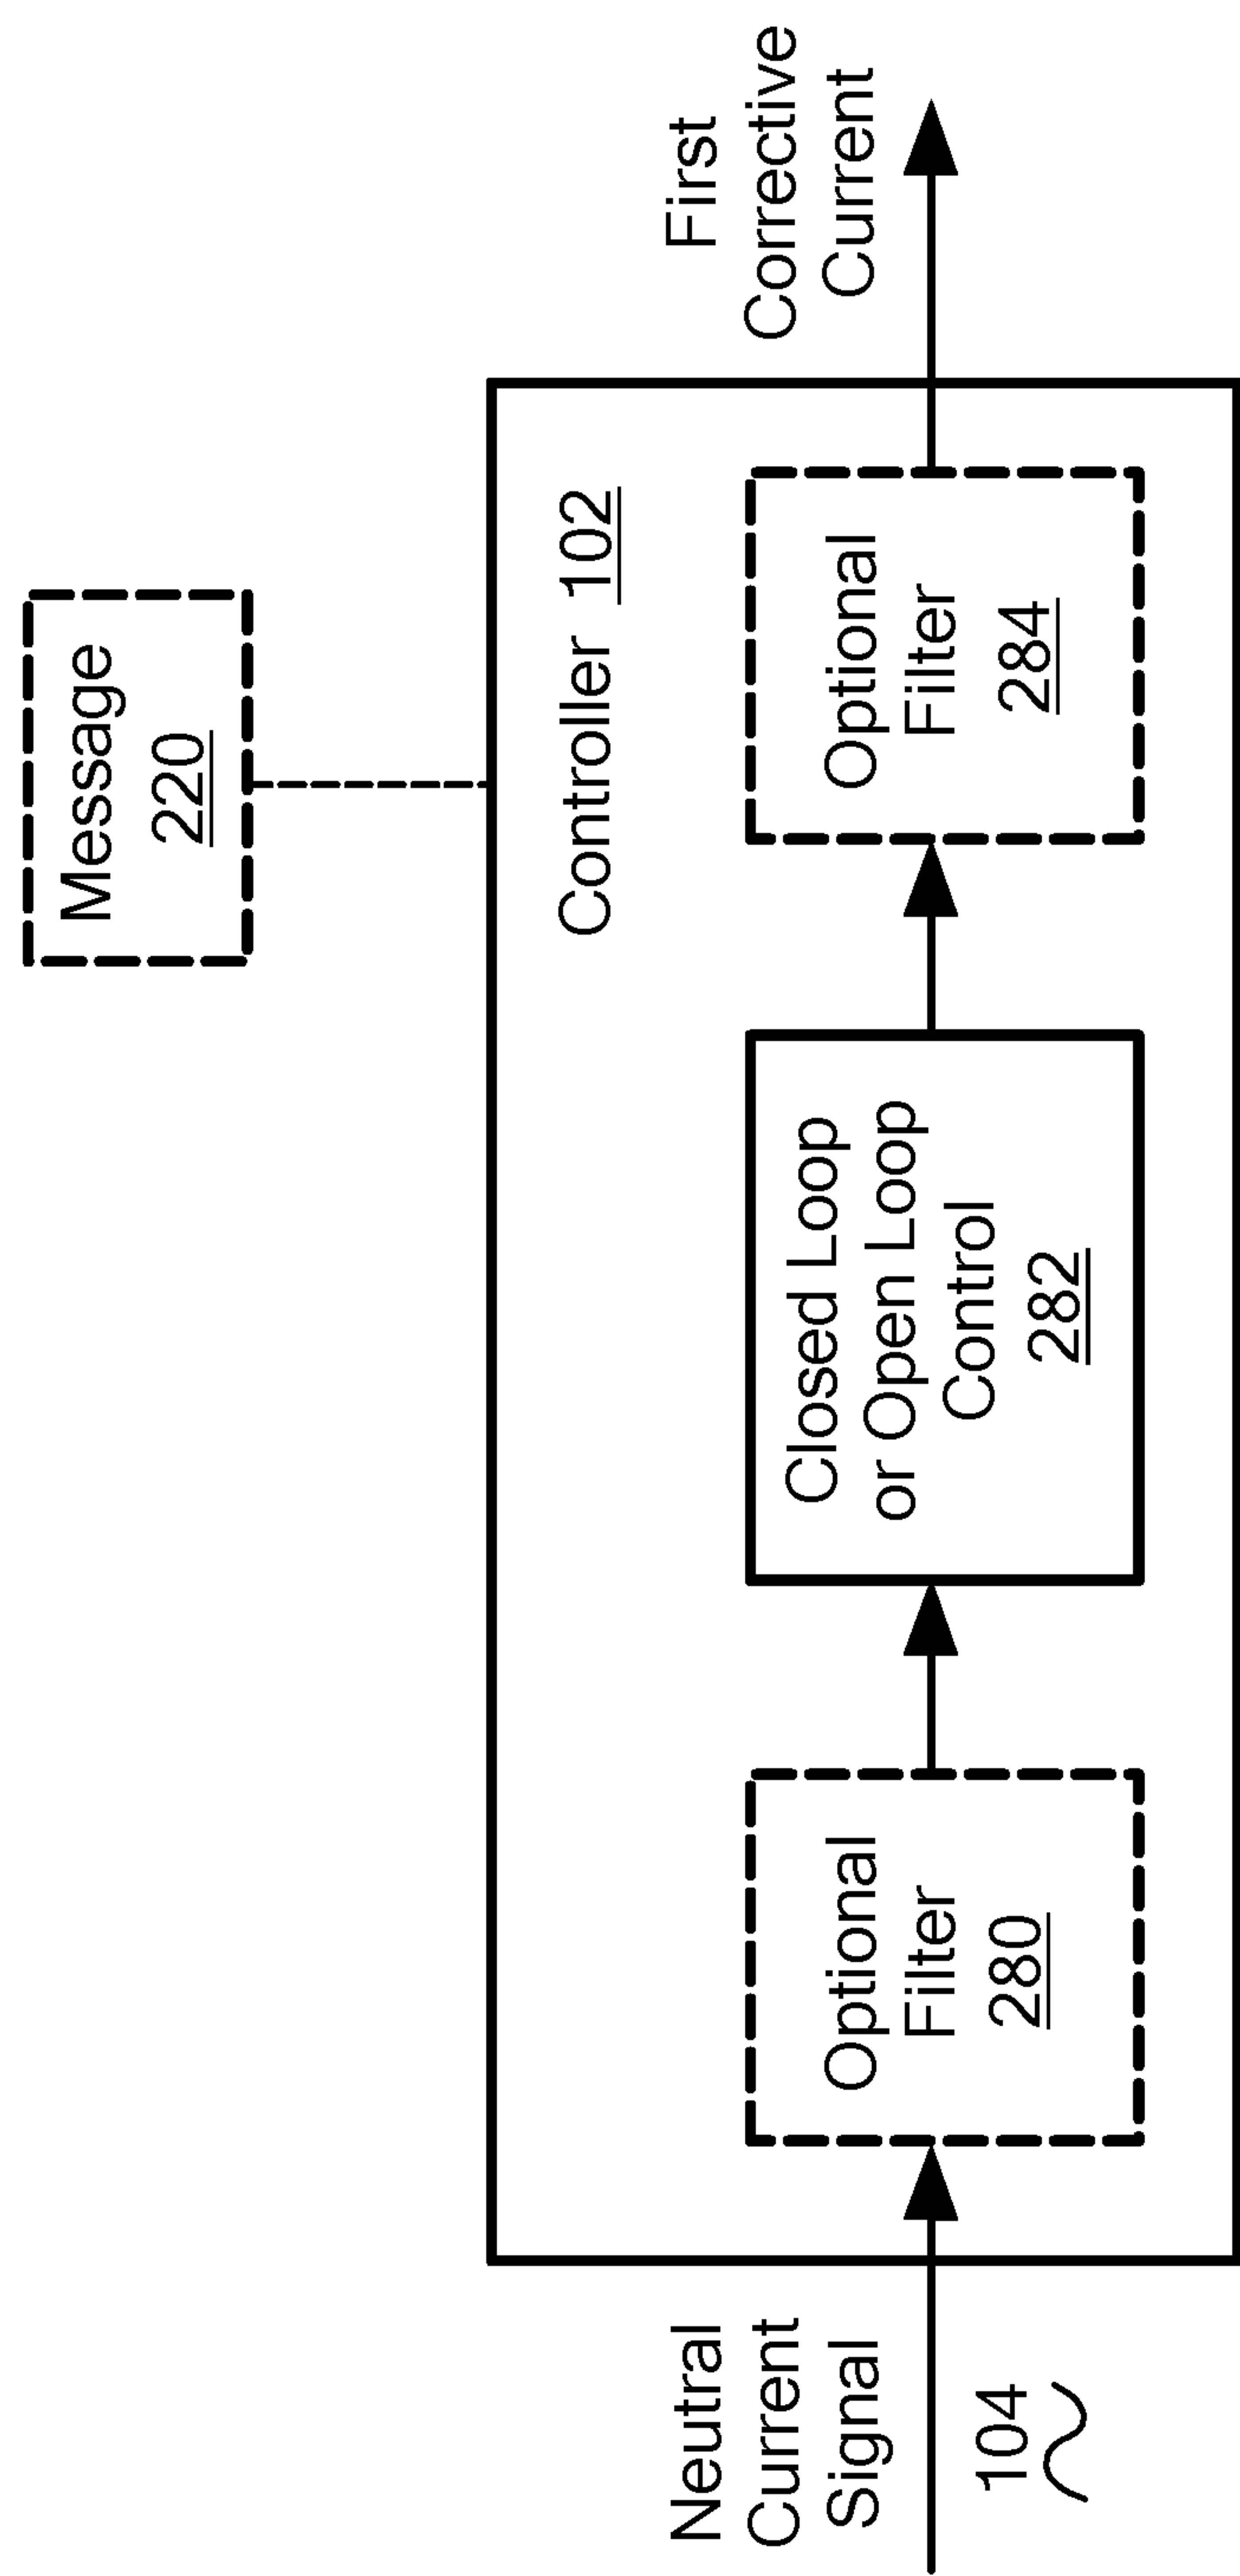 Message
220
Controller 102
Neutral
Current
Signal
104
Optional
Filter
280
Closed Loop
or Open Loop
Control
282
Optional
Filter
284
First
Corrective
Current